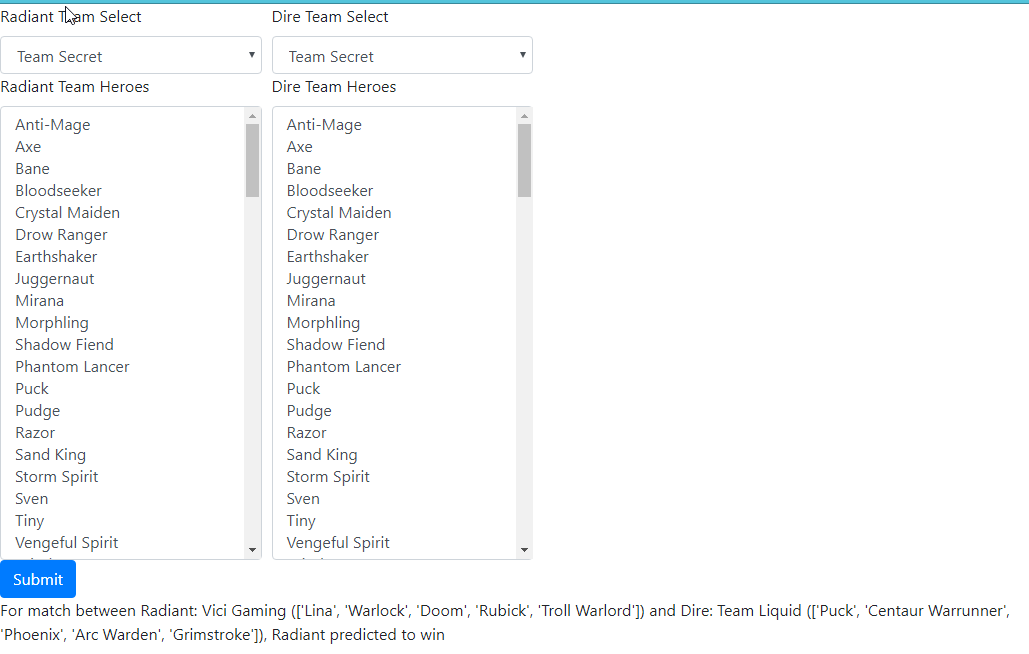 Radiant Team Select
Team Secret
Radiant Team Heroes
Anti-Mage
Axe
Bane
Bloodseeker
Crystal Maiden
Drow Ranger
Earthshaker
Juggernaut
Mirana
Morphling
Shadow Fiend
Phantom Lancer
Puck
Pudge
Razor
Sand King
Storm Spirit
Sven
Tiny
Vengeful Spirit
Dire Team Select
Team Secret
Dire Team Heroes
Anti-Mage
Axe
Bane
Bloodseeker
Crystal Maiden
Drow Ranger
Earthshaker
Juggernaut
Mirana
Morphling
Shadow Fiend
Phantom Lancer
Puck
Pudge
Razor
Sand King
Storm Spirit
Sven
Tiny
Vengeful Spirit
Submit
For match between Radiant: Vici Gaming (['Lina', 'Warlock', 'Doom', 'Rubick', 'Troll Warlord']) and Dire: Team Liquid (['Puck', 'Centaur Warrunner',
'Phoenix', 'Arc Warden', 'Grimstroke']), Radiant predicted to win